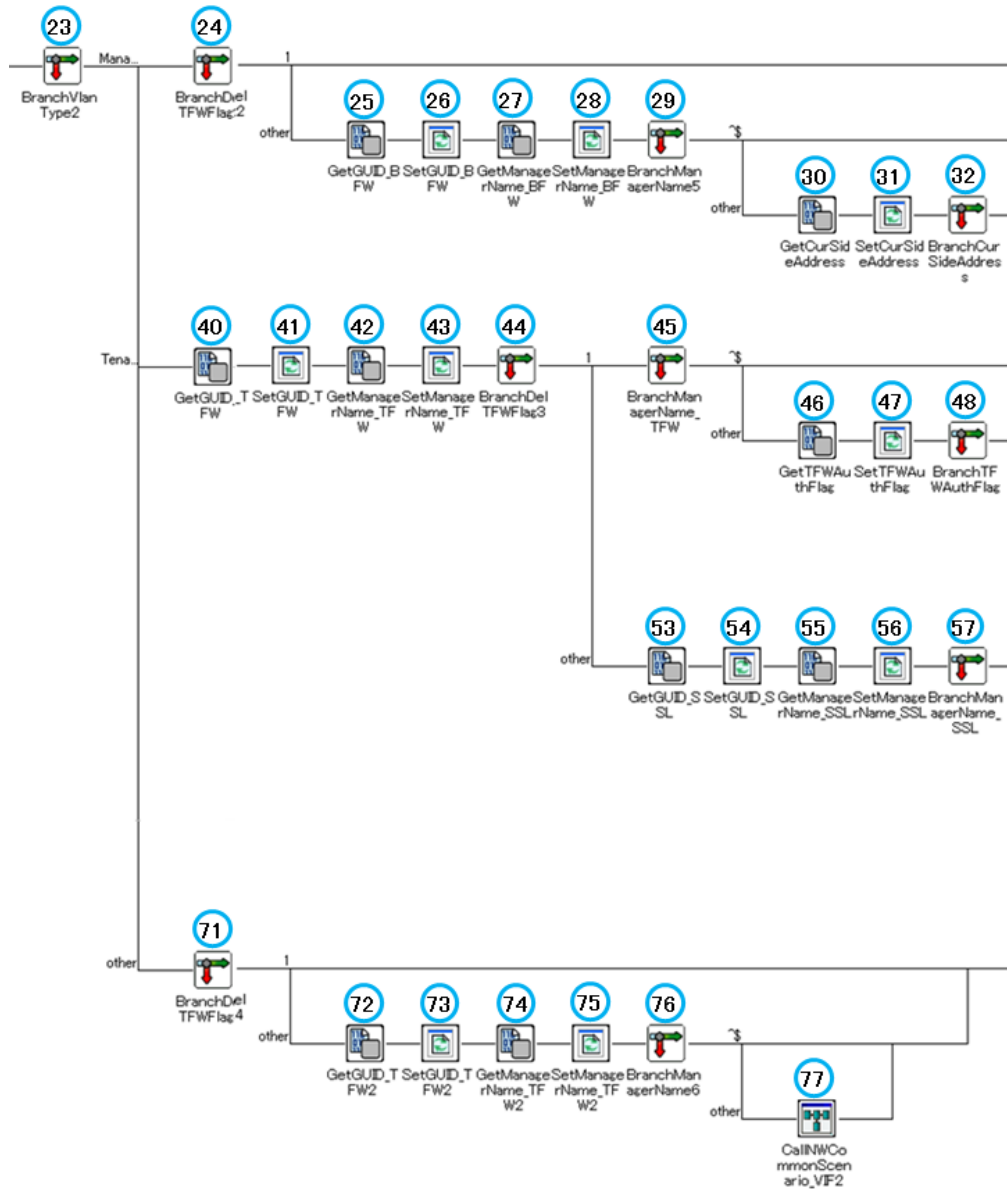 23
24
Mana...
1
BranchVlan
Type2
BranchDel
TFWFlag2
25
26
27
28
29
other
^$
GetGUID_B
FW
SetGUID_B
FW
GetManage
rName_BF
W
SetManage
rName_BF
W
BranchMan
agerName5
30
31
32
other
GetCurSid
eAddress
SetCurSid
eAddress
BranchCur
SideAddres
s
40
41
42
43
44
45
Tena...
1
^$
GetGUID_T
FW
SetGUID_T
FW
GetManage
rName_TF
W
SetManage
rName_TF
W
BranchDel
TFWFlag3
BranchMan
agerName_
TFW
46
47
48
other
GetTFWAu
thFlag
SetTFWAu
thFlag
BranchTF
WAuthFlag
53
54
55
56
57
other
GetGUID_S
SL
SetGUID_S
SL
GetManage
rName_SSL
SetManage
rName_SSL
BranchMan
agerName_
SSL
71
other
1
BranchDel
TFWFlag4
72
73
74
75
76
other
^$
GetGUID_T
FW2
SetGUID_T
FW2
GetManage
rName_TF
W2
SetManage
rName_TF
W2
BranchMan
agerName6
77
other
CallNWCo
mmonScen
ario_VIF2